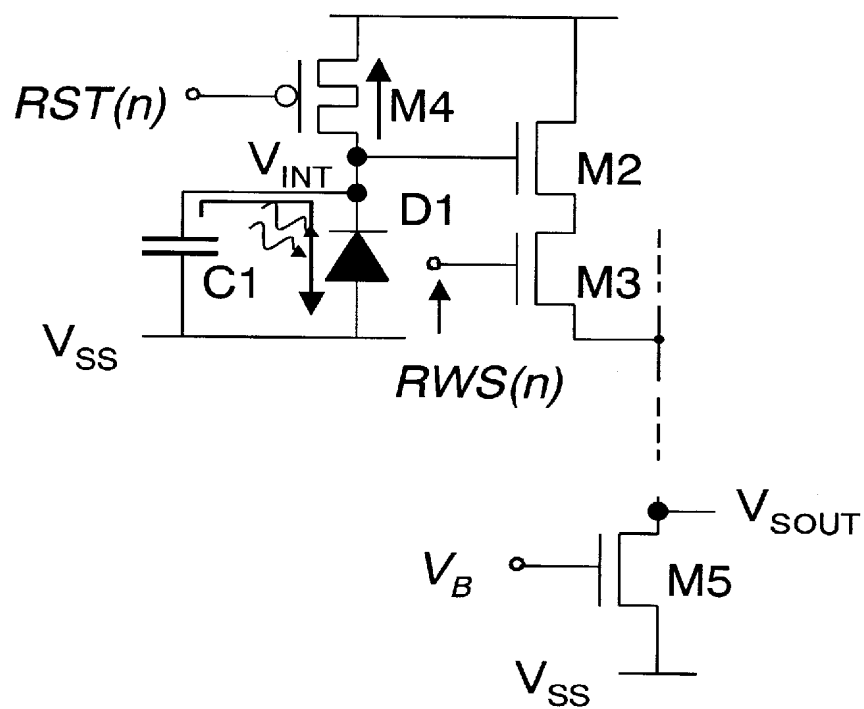 RST(n)
M4
V_INT
M2
D1
C1
M3
V_SS
RWS(n)
V_SOUT
V_B
M5
V_SS